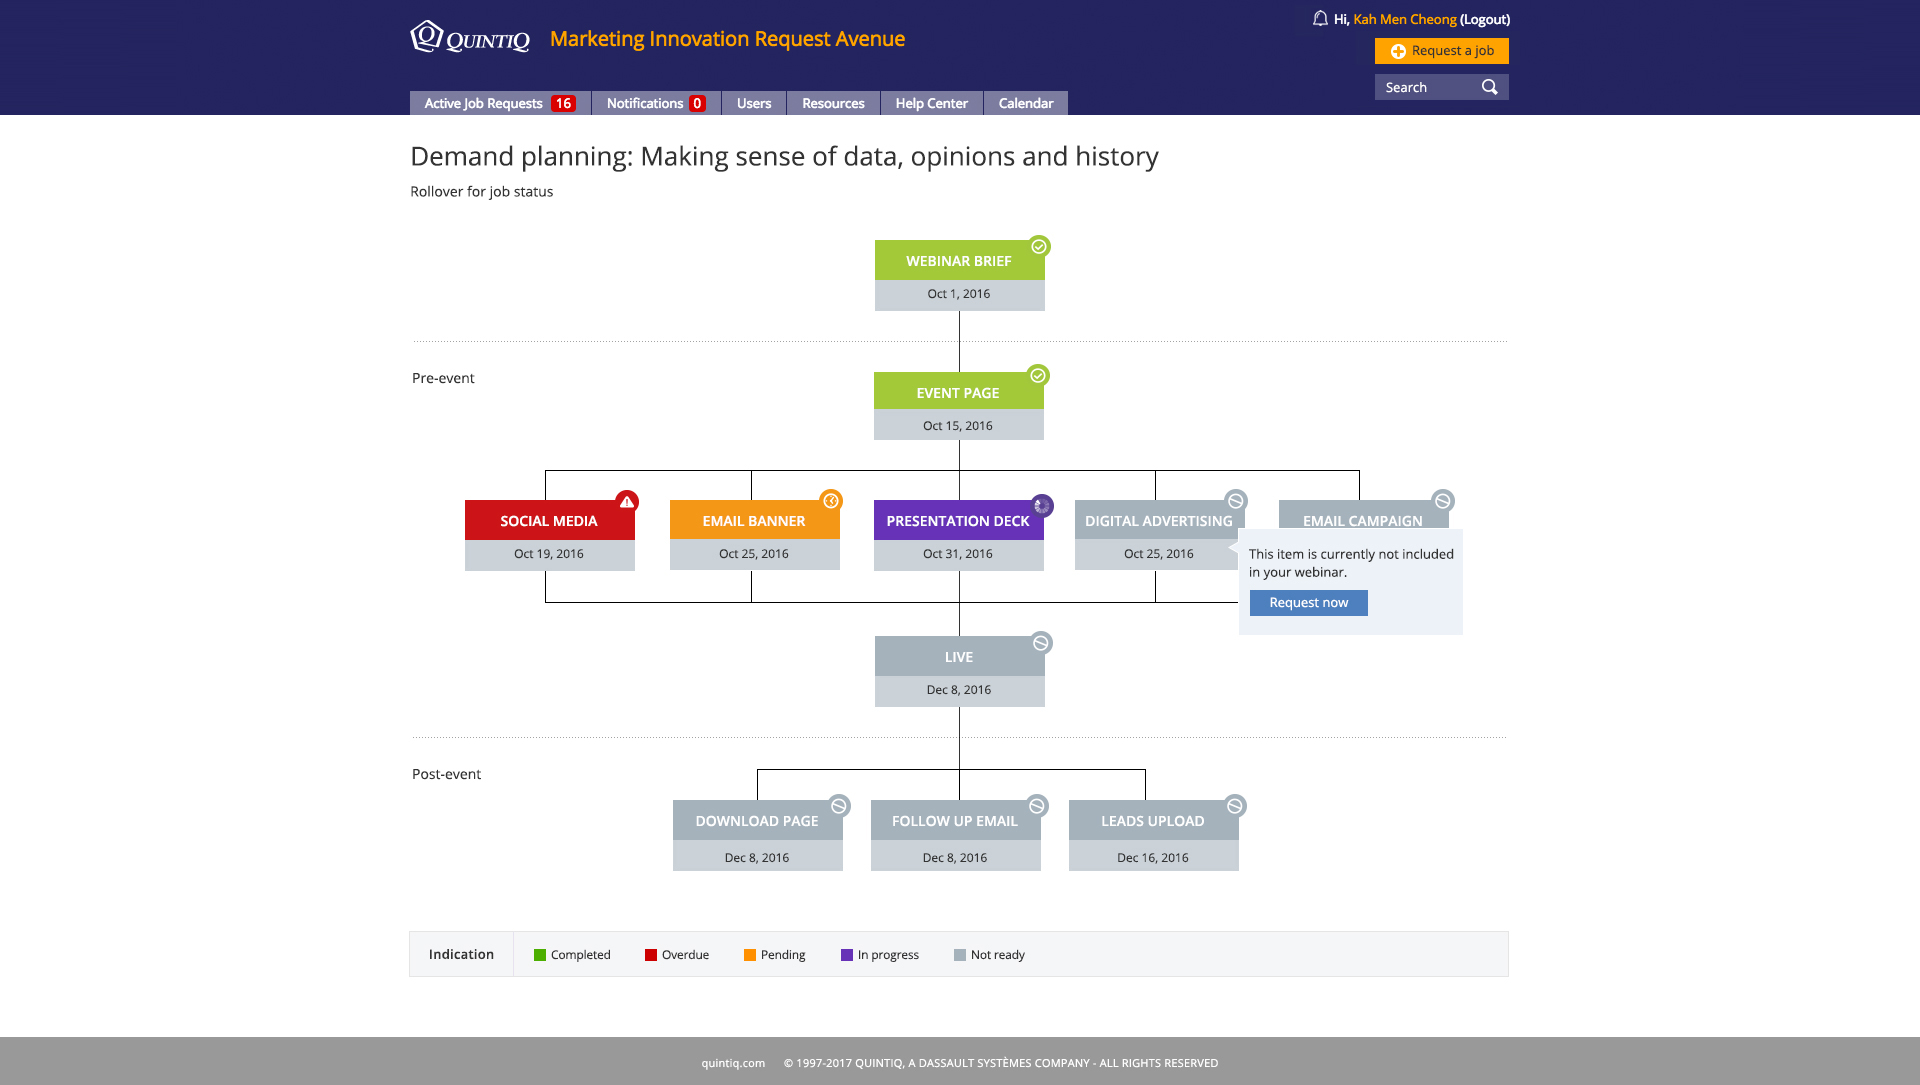 QUINTIQ
Marketing Innovation Request Avenue
Hi, Kah Men Cheong (Logout)
Request a job
Search
Active Job Requests 16
Notifications 0
Users
Resources
Help Center
Calendar
Demand planning: Making sense of data, opinions and history
Rollover for job status
WEBINAR BRIEF
Oct 1, 2016
Pre-event
EVENT PAGE
Oct 15, 2016
SOCIAL MEDIA
Oct 19, 2016
EMAIL BANNER
Oct 25, 2016
PRESENTATION DECK
Oct 31, 2016
DIGITAL ADVERTISING
Oct 25, 2016
EMAIL CAMPAIGN
This item is currently not included
in your webinar.
Request now
LIVE
Dec 8, 2016
Post-event
DOWNLOAD PAGE
Dec 8, 2016
FOLLOW UP EMAIL
Dec 8, 2016
LEADS UPLOAD
Dec 16, 2016
Indication
Completed
Overdue
Pending
In progress
Not ready
quintiq.com
© 1997-2017 QUINTIQ, A DASSAULT SYSTÈMES COMPANY - ALL RIGHTS RESERVED